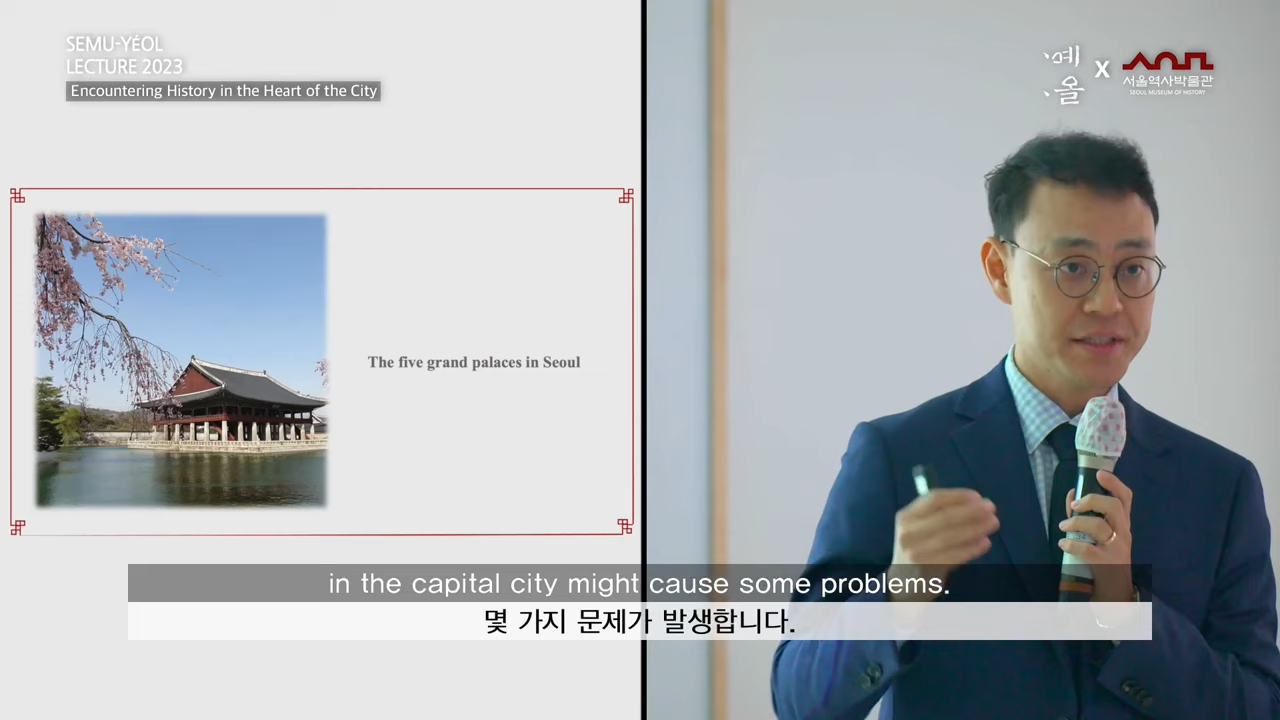 SEMU-YÉOL
LECTURE 2023
Encountering History in the Heart of the City
예
올
X
서울역사박물관
SEOUL MUSEUM OF HISTORY
The five grand palaces in Seoul
in the capital city might cause some problems.
몇 가지 문제가 발생합니다.